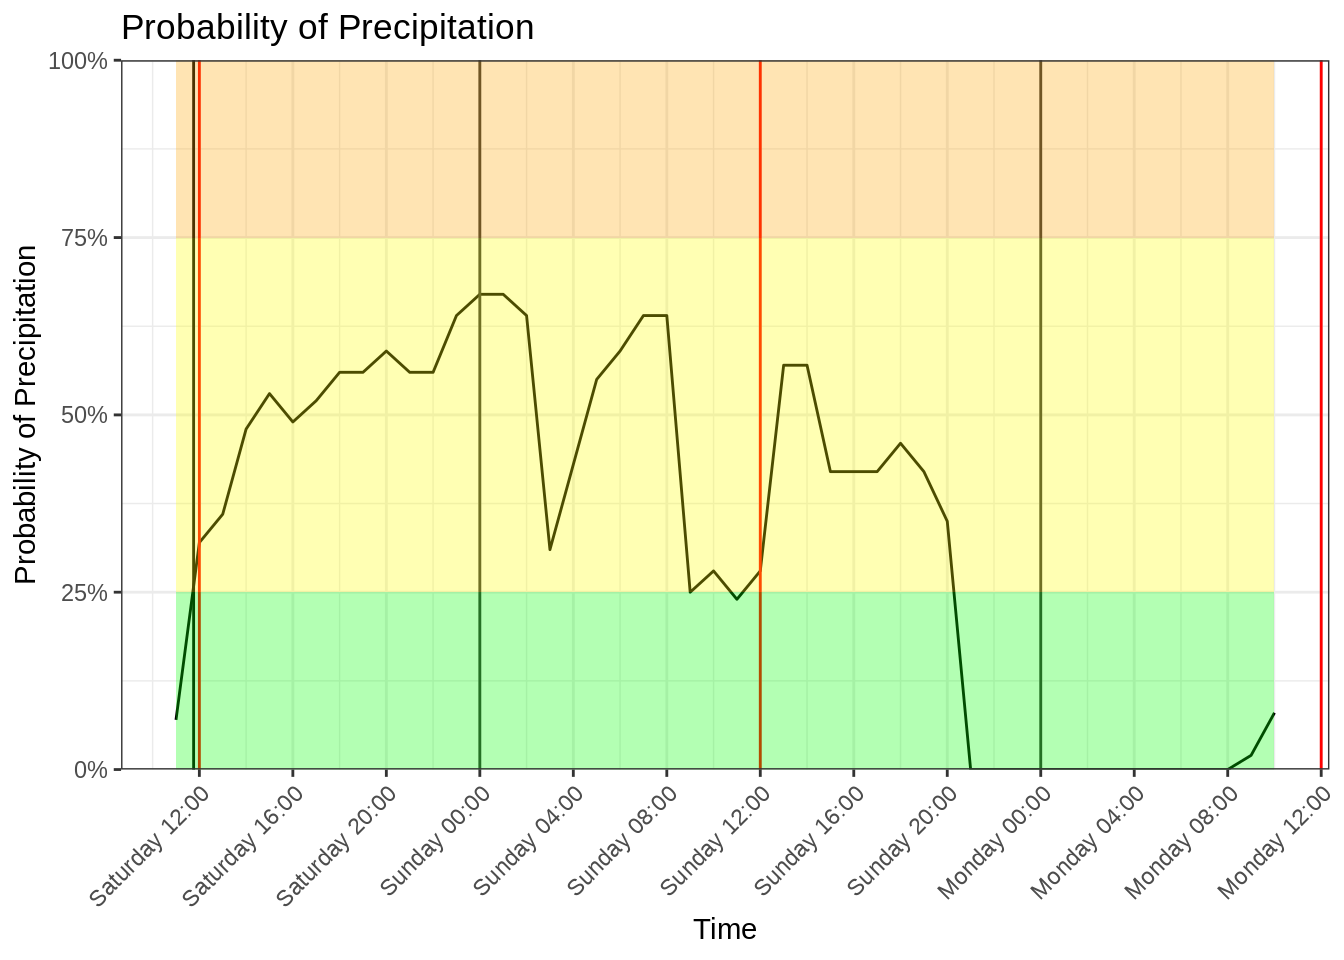 Probability of Precipitation
Probability of Precipitation
100%
75%
50%
25%
0%
Saturday 12:00
Saturday 16:00
Saturday 20:00
Sunday 00:00
Sunday 04:00
Sunday 08:00
Sunday 12:00
Sunday 16:00
Sunday 20:00
Monday 00:00
Monday 04:00
Monday 08:00
Monday 12:00
Time